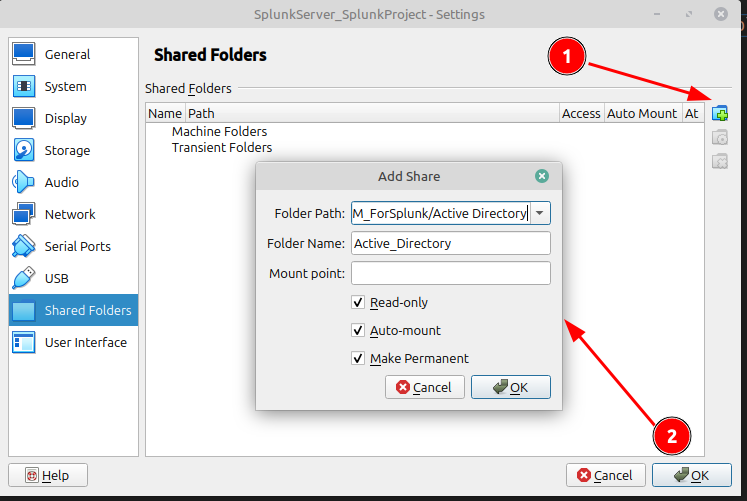 SplunkServer_SplunkProject - Settings
General
System
Display
Storage
Audio
Network
Serial Ports
USB
Shared Folders
User Interface
Shared Folders
1
Shared Folders
Name Path Access Auto Mount At
Machine Folders
Transient Folders
Add Share
Folder Path: M_ForSplunk/Active Directory
Folder Name: Active_Directory
Mount point:
Read-only
Auto-mount
Make Permanent
Cancel OK
2
Help Cancel OK